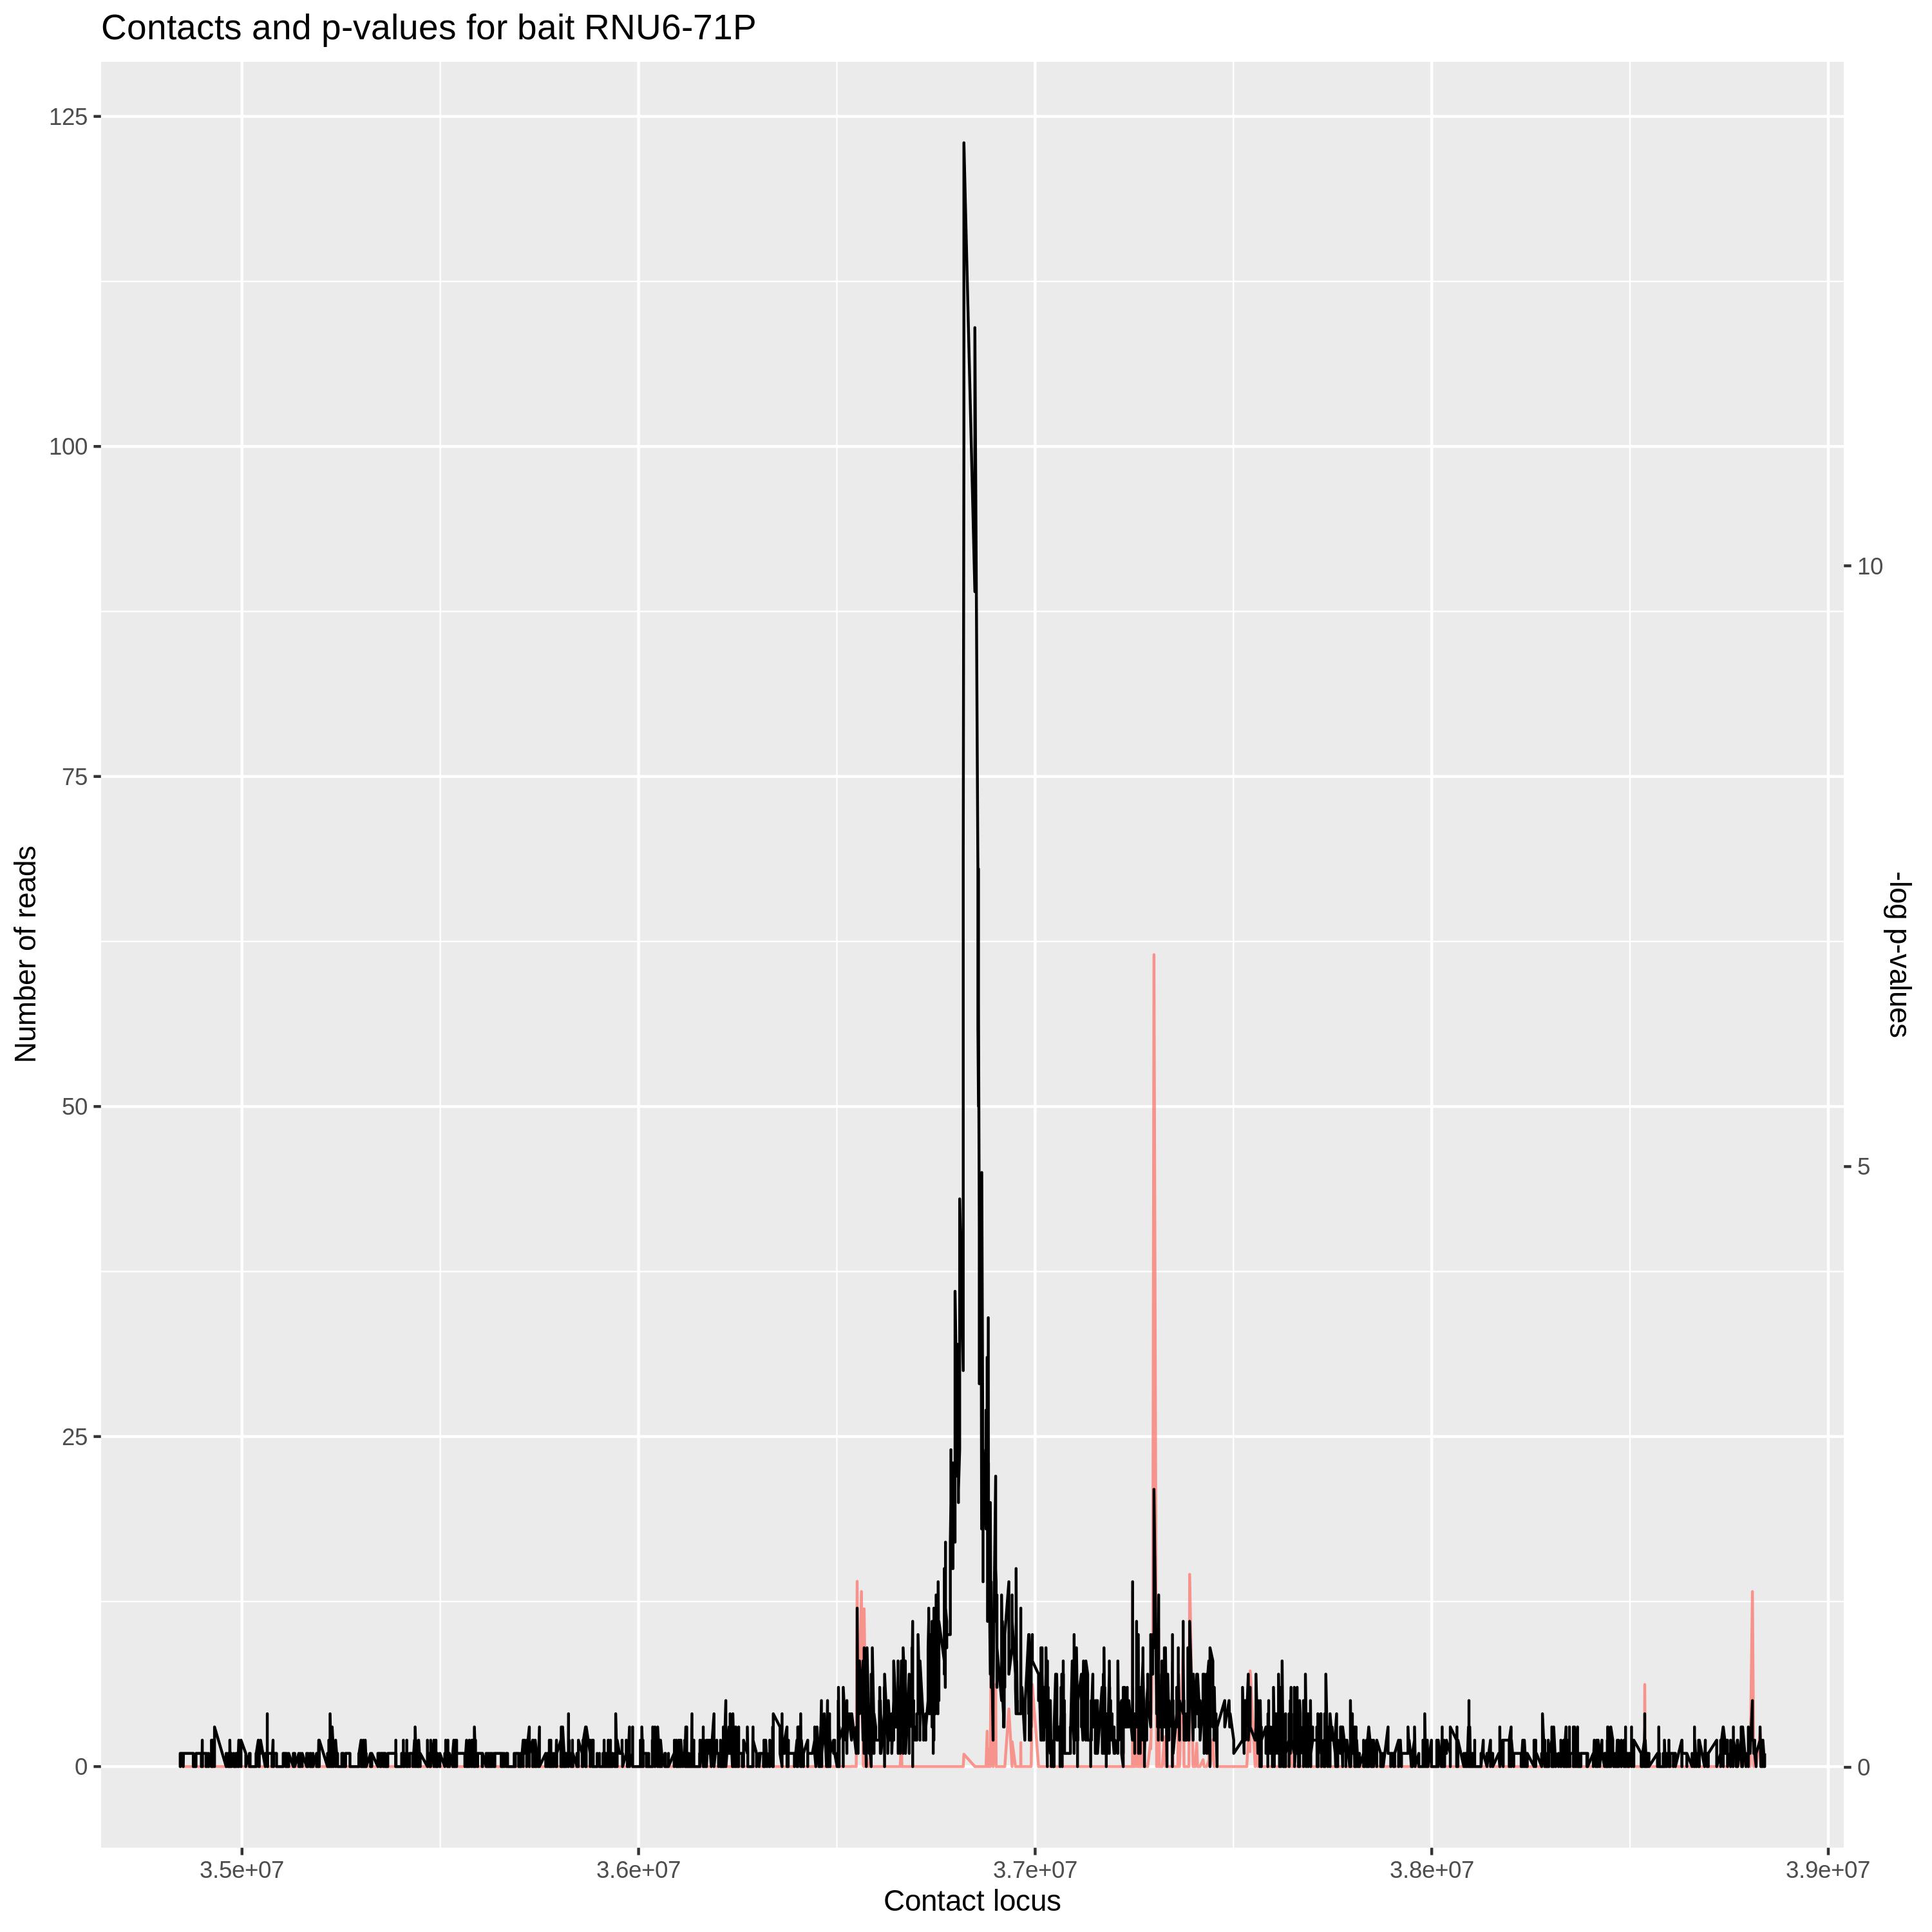 Contacts and p-values for bait RNU6-71P
125
100
75
50
25
0
Number of reads
10
5
0
-log p-values
3.5e+07
3.6e+07
3.7e+07
3.8e+07
3.9e+07
Contact locus